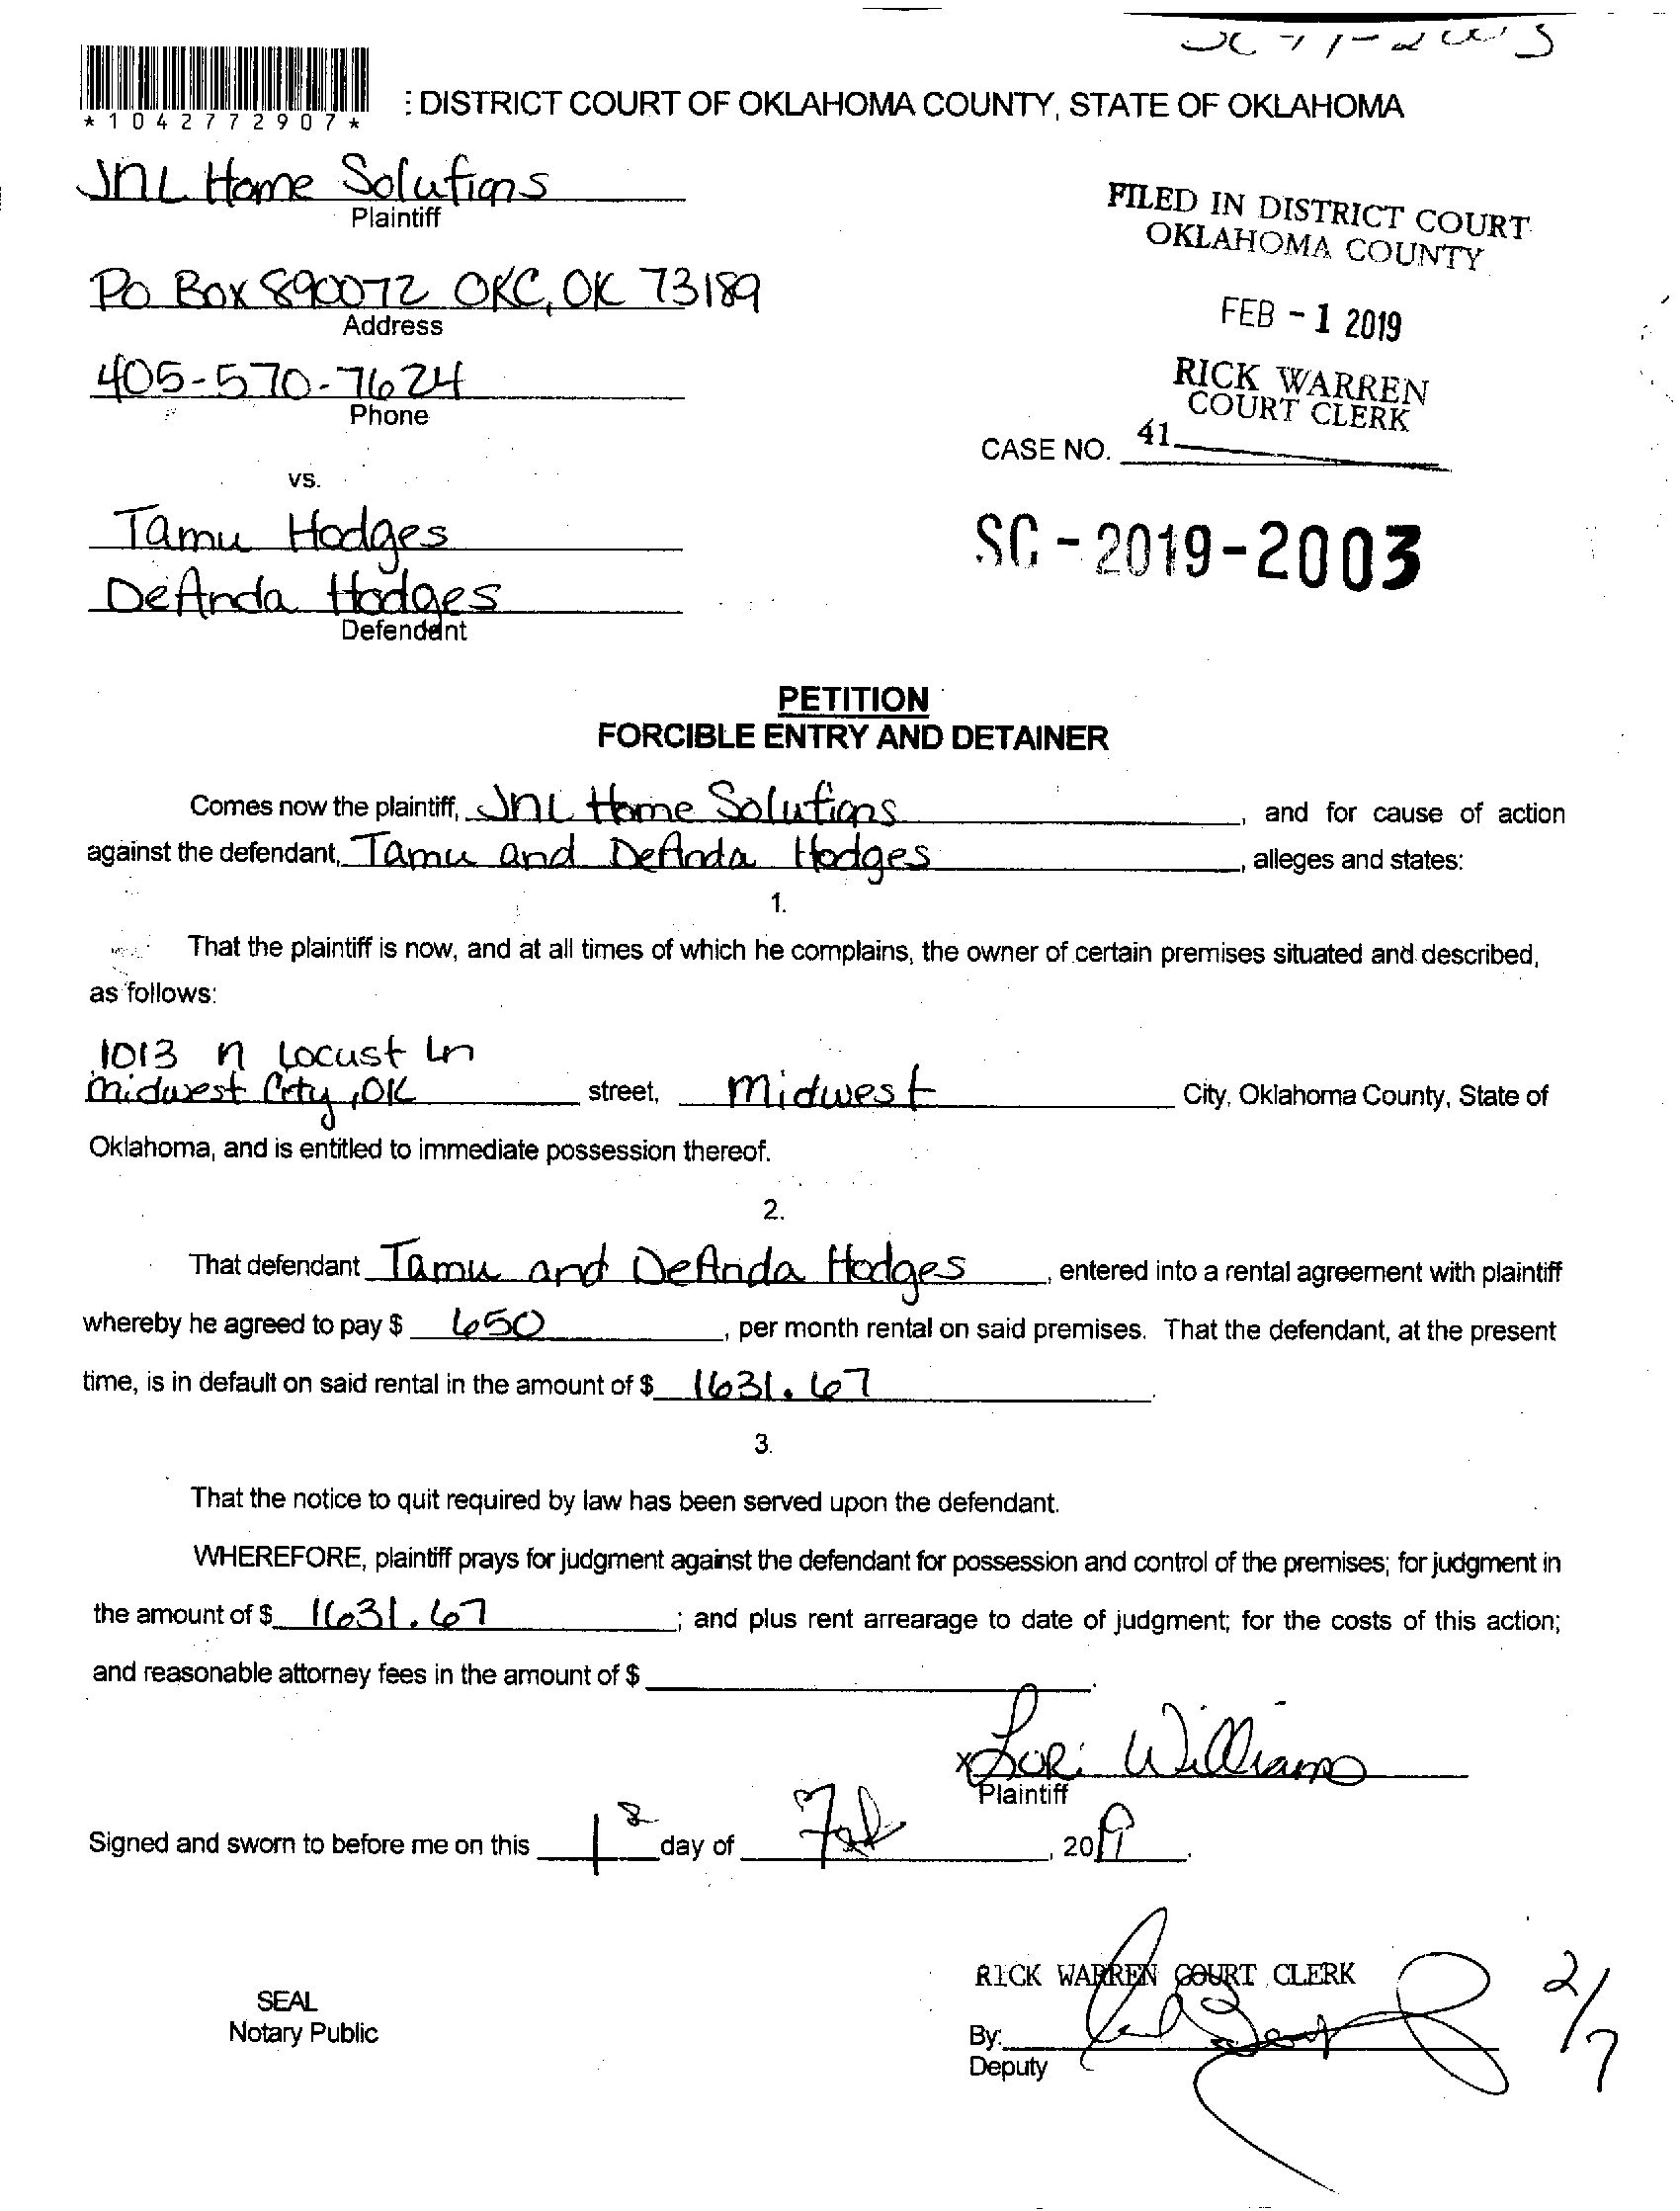 *1042772907*
: DISTRICT COURT OF OKLAHOMA COUNTY, STATE OF OKLAHOMA
JNL Home Solutions
Plaintiff
PO Box 890072 OKC, OK 73189
Address
405-570-7624
Phone
vs.
Tamu Hodges
DeAnda Hodges
Defendant
FILED IN DISTRICT COURT
OKLAHOMA COUNTY
FEB - 1 2019
RICK WARREN
COURT CLERK
CASE NO. 41
SC - 2019-2003
PETITION
FORCIBLE ENTRY AND DETAINER
Comes now the plaintiff, JNL Home Solutions, and for cause of action
against the defendant, Tamu and DeAnda Hodges, alleges and states:
1.
That the plaintiff is now, and at all times of which he complains, the owner of certain premises situated and described,
as follows:
1013 N Locust Ln
Midwest City, OK street, Midwest City, Oklahoma County, State of
Oklahoma, and is entitled to immediate possession thereof.
2.
That defendant Tamu and DeAnda Hodges, entered into a rental agreement with plaintiff
whereby he agreed to pay $ 650, per month rental on said premises. That the defendant, at the present
time, is in default on said rental in the amount of $ 1631.67.
3.
That the notice to quit required by law has been served upon the defendant.
WHEREFORE, plaintiff prays for judgment against the defendant for possession and control of the premises; for judgment in
the amount of $ 1631.67; and plus rent arrearage to date of judgment; for the costs of this action;
and reasonable attorney fees in the amount of $ .
x Lori Williams
Plaintiff
Signed and sworn to before me on this 1 day of Feb, 2019.
RICK WARREN COURT CLERK
SEAL
Notary Public
By:
Deputy
2/7